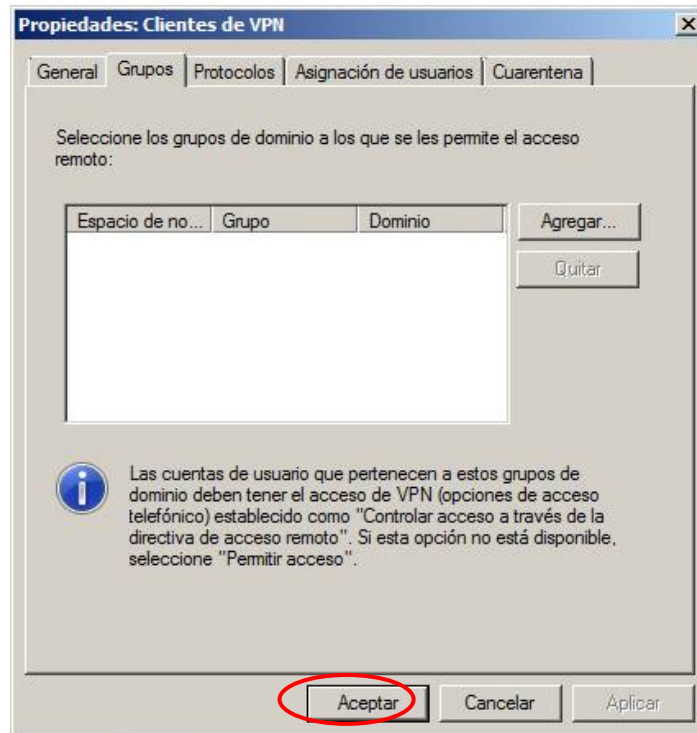 Propiedades: Clientes de VPN
General Grupos Protocolos Asignación de usuarios Cuarentena
Seleccione los grupos de dominio a los que se les permite el acceso
remoto:
Espacio de no... Grupo Dominio
Agregar...
Quitar
Las cuentas de usuario que pertenecen a estos grupos de
dominio deben tener el acceso de VPN (opciones de acceso
telefónico) establecido como "Controlar acceso a través de la
directiva de acceso remoto". Si esta opción no está disponible,
seleccione "Permitir acceso".
Aceptar Cancelar Aplicar